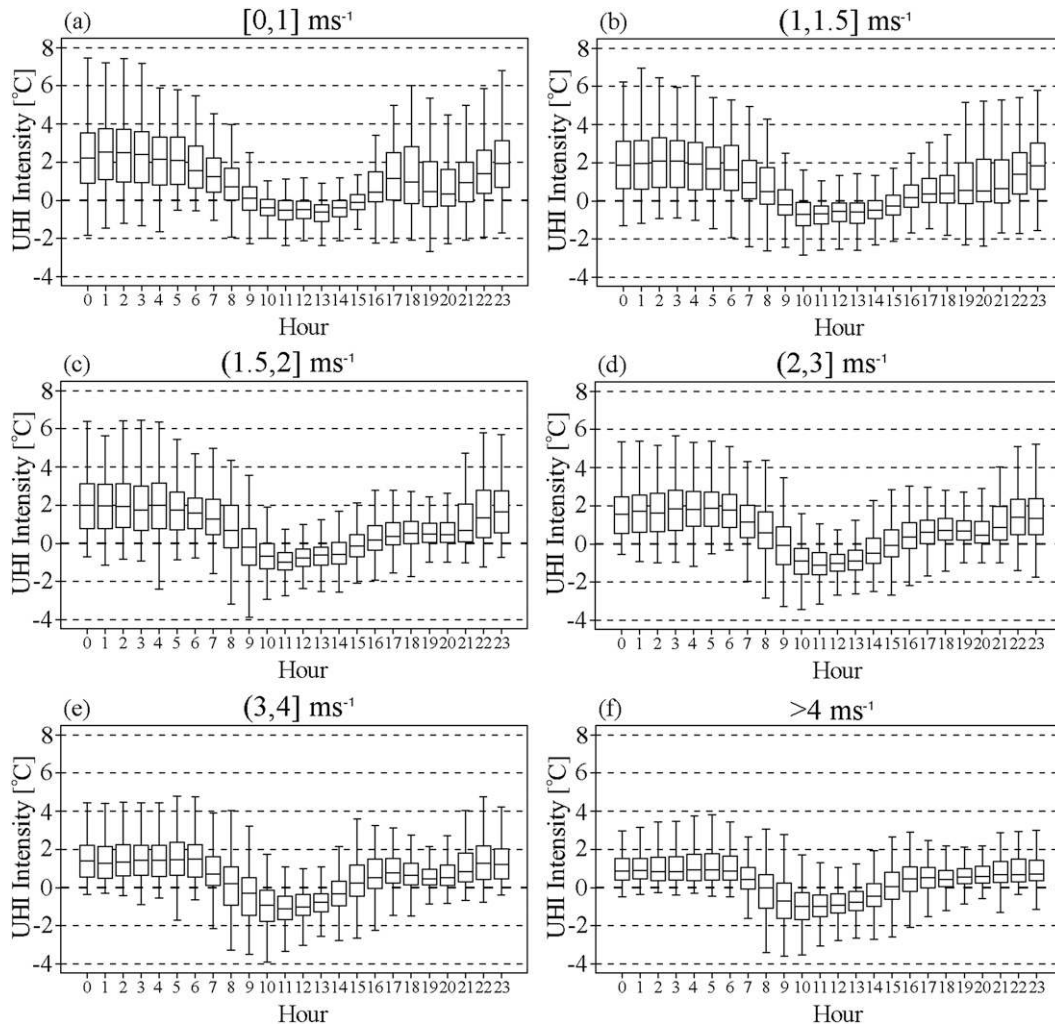 (a) [0,1] ms⁻¹
UHI Intensity [℃]
8
6
4
2
0
-2
-4
0 1 2 3 4 5 6 7 8 9 10 11 12 13 14 15 16 17 18 19 20 21 22 23
Hour
(b) (1,1.5] ms⁻¹
UHI Intensity [℃]
8
6
4
2
0
-2
-4
0 1 2 3 4 5 6 7 8 9 10 11 12 13 14 15 16 17 18 19 20 21 22 23
Hour
(c) (1.5,2] ms⁻¹
UHI Intensity [℃]
8
6
4
2
0
-2
-4
0 1 2 3 4 5 6 7 8 9 10 11 12 13 14 15 16 17 18 19 20 21 22 23
Hour
(d) (2,3] ms⁻¹
UHI Intensity [℃]
8
6
4
2
0
-2
-4
0 1 2 3 4 5 6 7 8 9 10 11 12 13 14 15 16 17 18 19 20 21 22 23
Hour
(e) (3,4] ms⁻¹
UHI Intensity [℃]
8
6
4
2
0
-2
-4
0 1 2 3 4 5 6 7 8 9 10 11 12 13 14 15 16 17 18 19 20 21 22 23
Hour
(f) >4 ms⁻¹
UHI Intensity [℃]
8
6
4
2
0
-2
-4
0 1 2 3 4 5 6 7 8 9 10 11 12 13 14 15 16 17 18 19 20 21 22 23
Hour